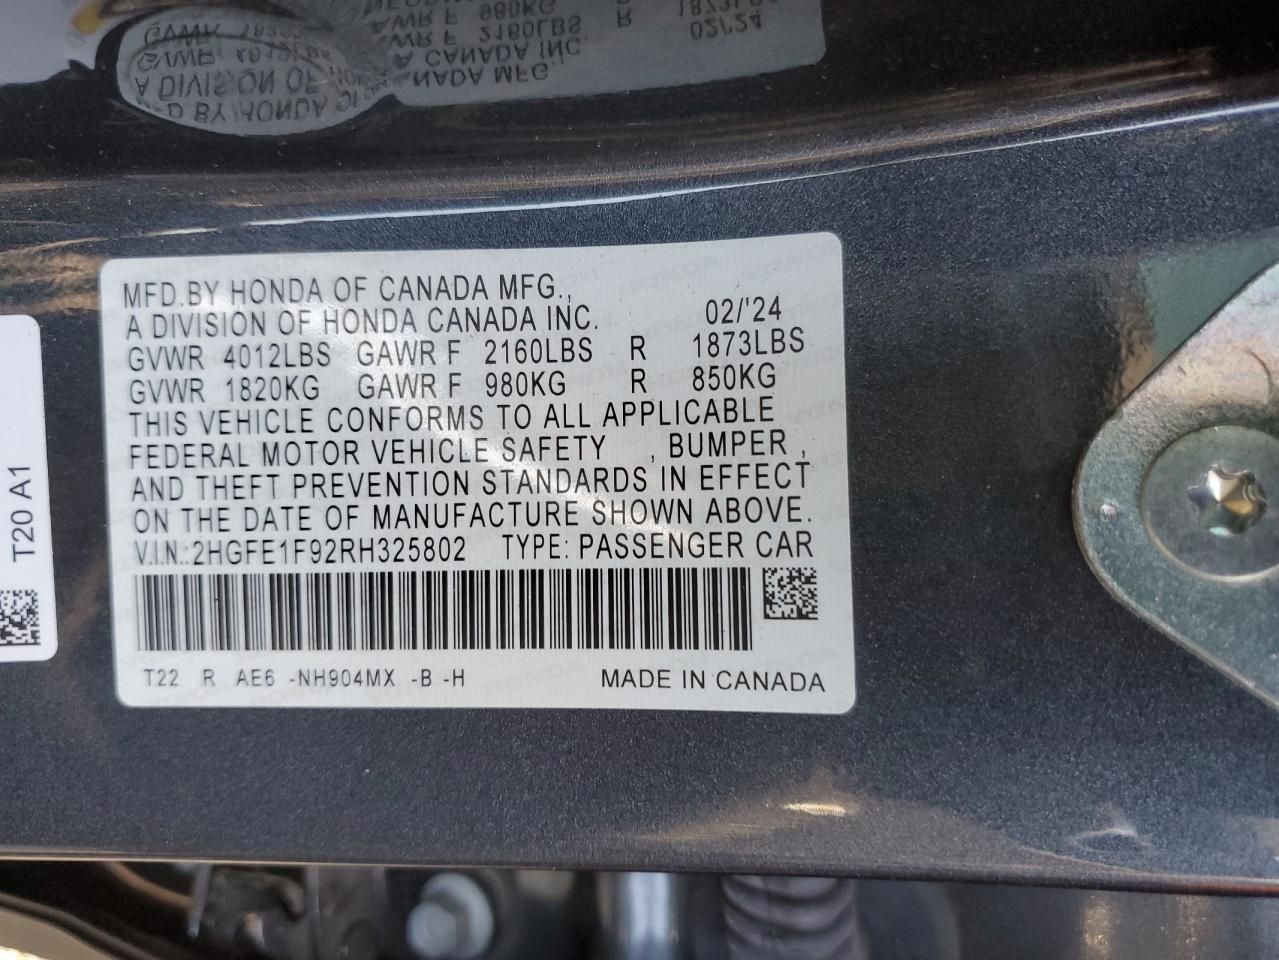 MFD.BY HONDA OF CANADA MFG.,
A DIVISION OF HONDA CANADA INC. 02/'24
GVWR 4012LBS GAWR F 2160LBS R 1873LBS
GVWR 1820KG GAWR F 980KG R 850KG
THIS VEHICLE CONFORMS TO ALL APPLICABLE
FEDERAL MOTOR VEHICLE SAFETY , BUMPER ,
AND THEFT PREVENTION STANDARDS IN EFFECT
ON THE DATE OF MANUFACTURE SHOWN ABOVE.
V.I.N.:2HGFE1F92RH325802 TYPE: PASSENGER CAR
T22 R AE6 -NH904MX -B -H MADE IN CANADA
T20 A1